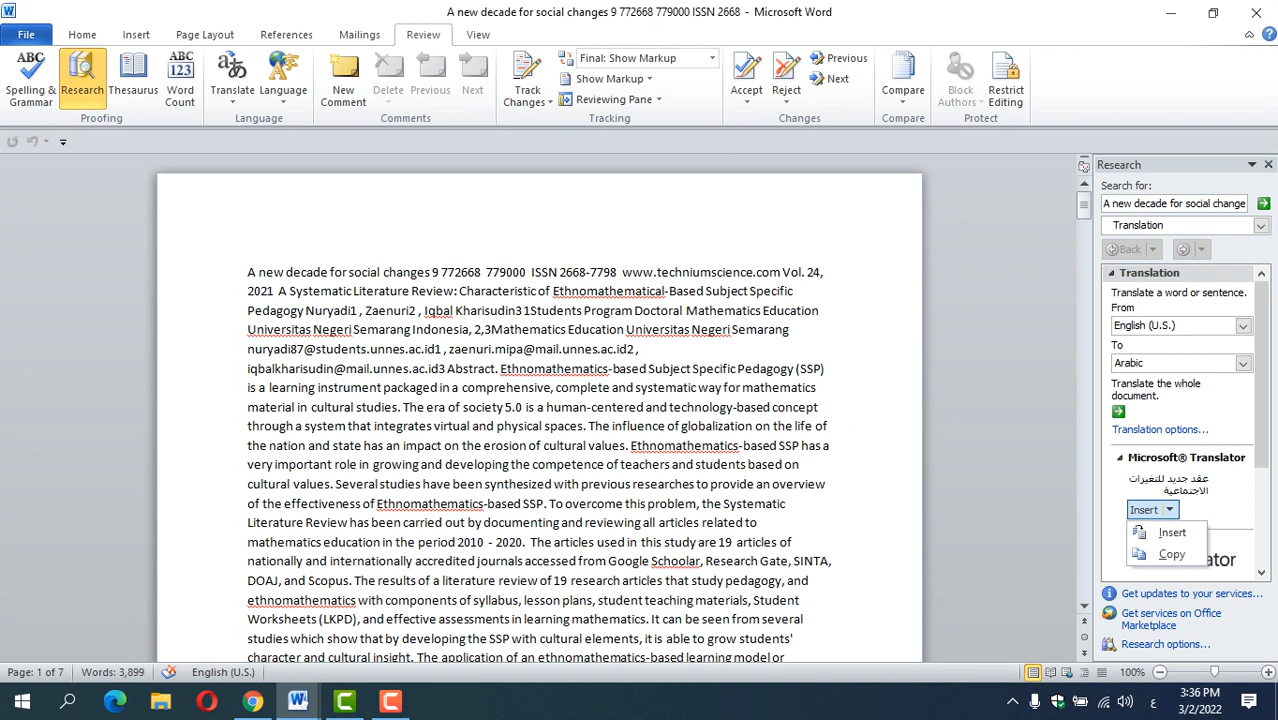 A new decade for social changes 9 772668 779000 ISSN 2668 - Microsoft Word
File Home Insert Page Layout References Mailings Review View
Spelling & Grammar
Research
Thesaurus
Word Count
Proofing
Translate
Language
Language
New Comment
Delete
Previous
Next
Comments
Track Changes
Final: Show Markup
Show Markup
Reviewing Pane
Tracking
Accept
Reject
Previous
Next
Changes
Compare
Compare
Block Authors
Restrict Editing
Protect
A new decade for social changes 9 772668 779000 ISSN 2668-7798 www.techniumscience.com Vol. 24,
2021 A Systematic Literature Review: Characteristic of Ethnomathematical-Based Subject Specific
Pedagogy Nuryadi1 , Zaenuri2 , Iqbal Kharisudin3 1Students Program Doctoral Mathematics Education
Universitas Negeri Semarang Indonesia, 2,3Mathematics Education Universitas Negeri Semarang
nuryadi87@students.unnes.ac.id1 , zaenuri.mipa@mail.unnes.ac.id2 ,
iqbalkharisudin@mail.unnes.ac.id3 Abstract. Ethnomathematics-based Subject Specific Pedagogy (SSP)
is a learning instrument packaged in a comprehensive, complete and systematic way for mathematics
material in cultural studies. The era of society 5.0 is a human-centered and technology-based concept
through a system that integrates virtual and physical spaces. The influence of globalization on the life of
the nation and state has an impact on the erosion of cultural values. Ethnomathematics-based SSP has a
very important role in growing and developing the competence of teachers and students based on
cultural values. Several studies have been synthesized with previous researches to provide an overview
of the effectiveness of Ethnomathematics-based SSP. To overcome this problem, the Systematic
Literature Review has been carried out by documenting and reviewing all articles related to
mathematics education in the period 2010 - 2020. The articles used in this study are 19 articles of
nationally and internationally accredited journals accessed from Google Schoolar, Research Gate, SINTA,
DOAJ, and Scopus. The results of a literature review of 19 research articles that study pedagogy, and
ethnomathematics with components of syllabus, lesson plans, student teaching materials, Student
Worksheets (LKPD), and effective assessments in learning mathematics. It can be seen from several
studies which show that by developing the SSP with cultural elements, it is able to grow students'
character and cultural insight. The application of an ethnomathematics-based learning model or
Research
Search for:
A new decade for social change
Translation
Back
Translation
Translate a word or sentence.
From
English (U.S.)
To
Arabic
Translate the whole
document.
Translation options...
Microsoft® Translator
عقد جديد للتغيرات
الاجتماعية
Insert
Insert
Copy
ator
Get updates to your services...
Get services on Office
Marketplace
Research options...
Page: 1 of 7 Words: 3,899 English (U.S.) 100%
ع
3:36 PM
3/2/2022